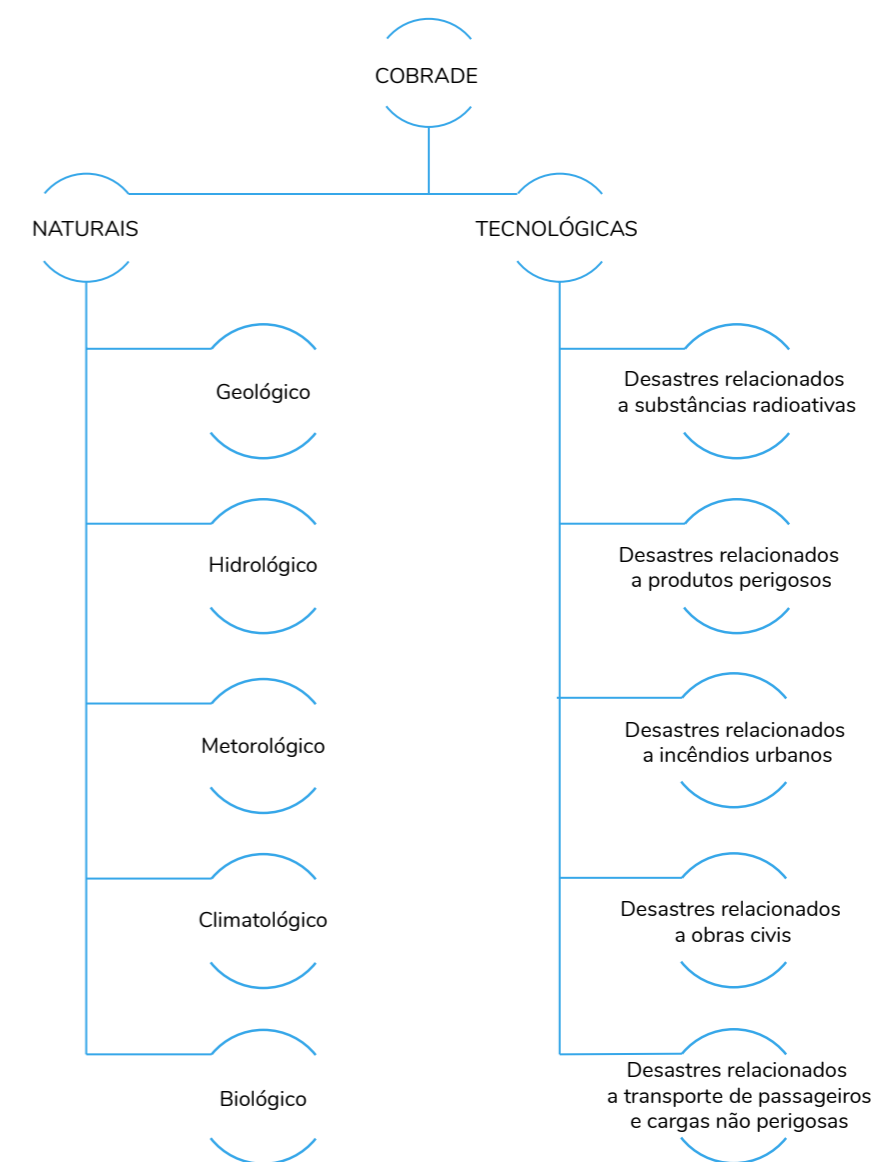 COBRADE
NATURAIS
TECNOLÓGICAS
Geológico
Hidrológico
Metorológico
Climatológico
Biológico
Desastres relacionados
a substâncias radioativas
Desastres relacionados
a produtos perigosos
Desastres relacionados
a incêndios urbanos
Desastres relacionados
a obras civis
Desastres relacionados
a transporte de passageiros
e cargas não perigosas